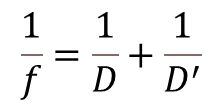 1/f = 1/D + 1/D′